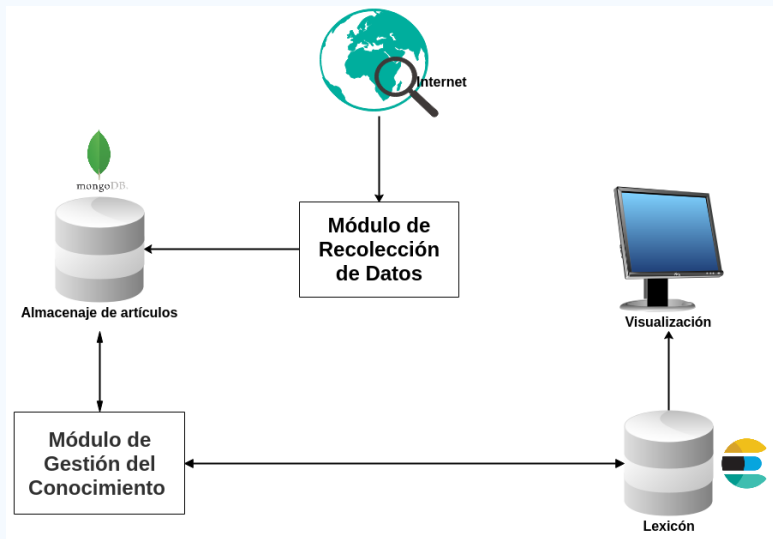 Internet
mongoDB.
Módulo de
Recolección
de Datos
Almacenaje de artículos
Visualización
Módulo de
Gestión del
Conocimiento
Lexicón